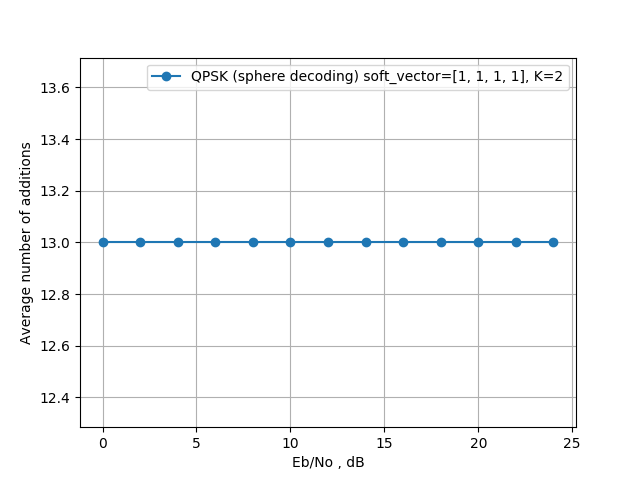 QPSK (sphere decoding) soft_vector=[1, 1, 1, 1], K=2
13.6
13.4
13.2
13.0
12.8
12.6
12.4
Average number of additions
0 5 10 15 20 25
Eb/No , dB